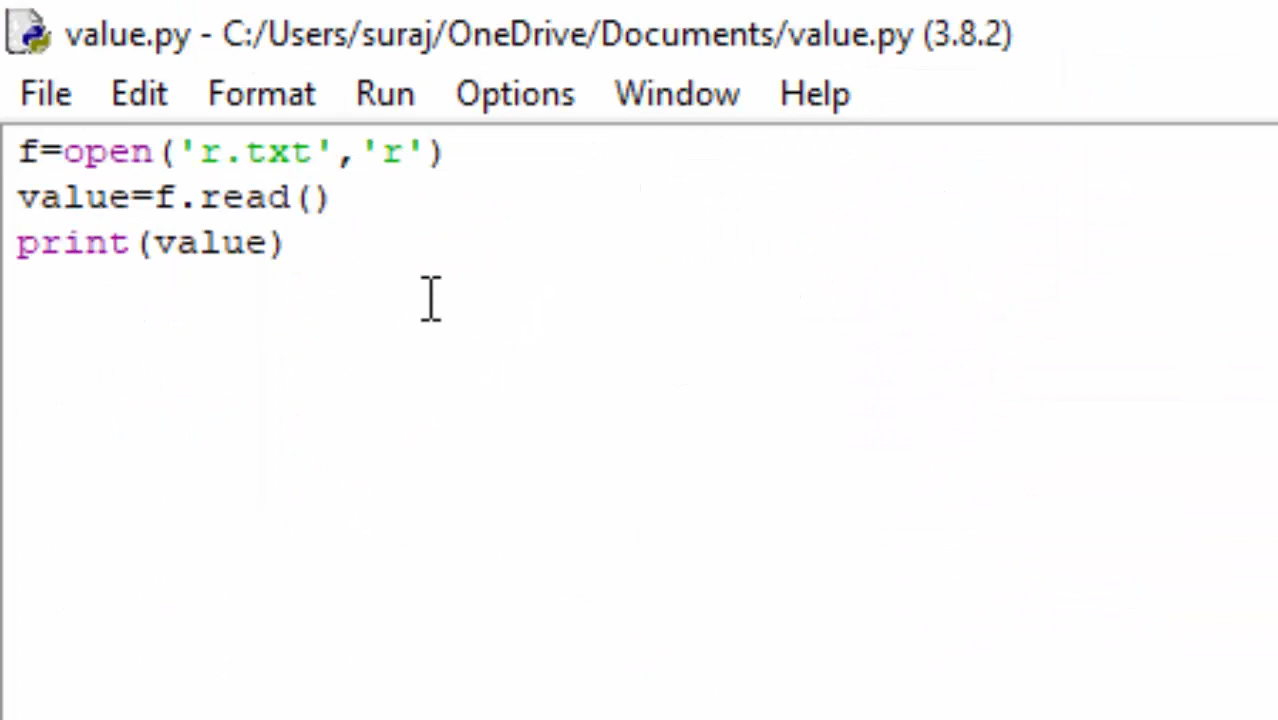 value.py - C:/Users/suraj/OneDrive/Documents/value.py (3.8.2)
File Edit Format Run Options Window Help
f=open('r.txt','r')
value=f.read()
print(value)